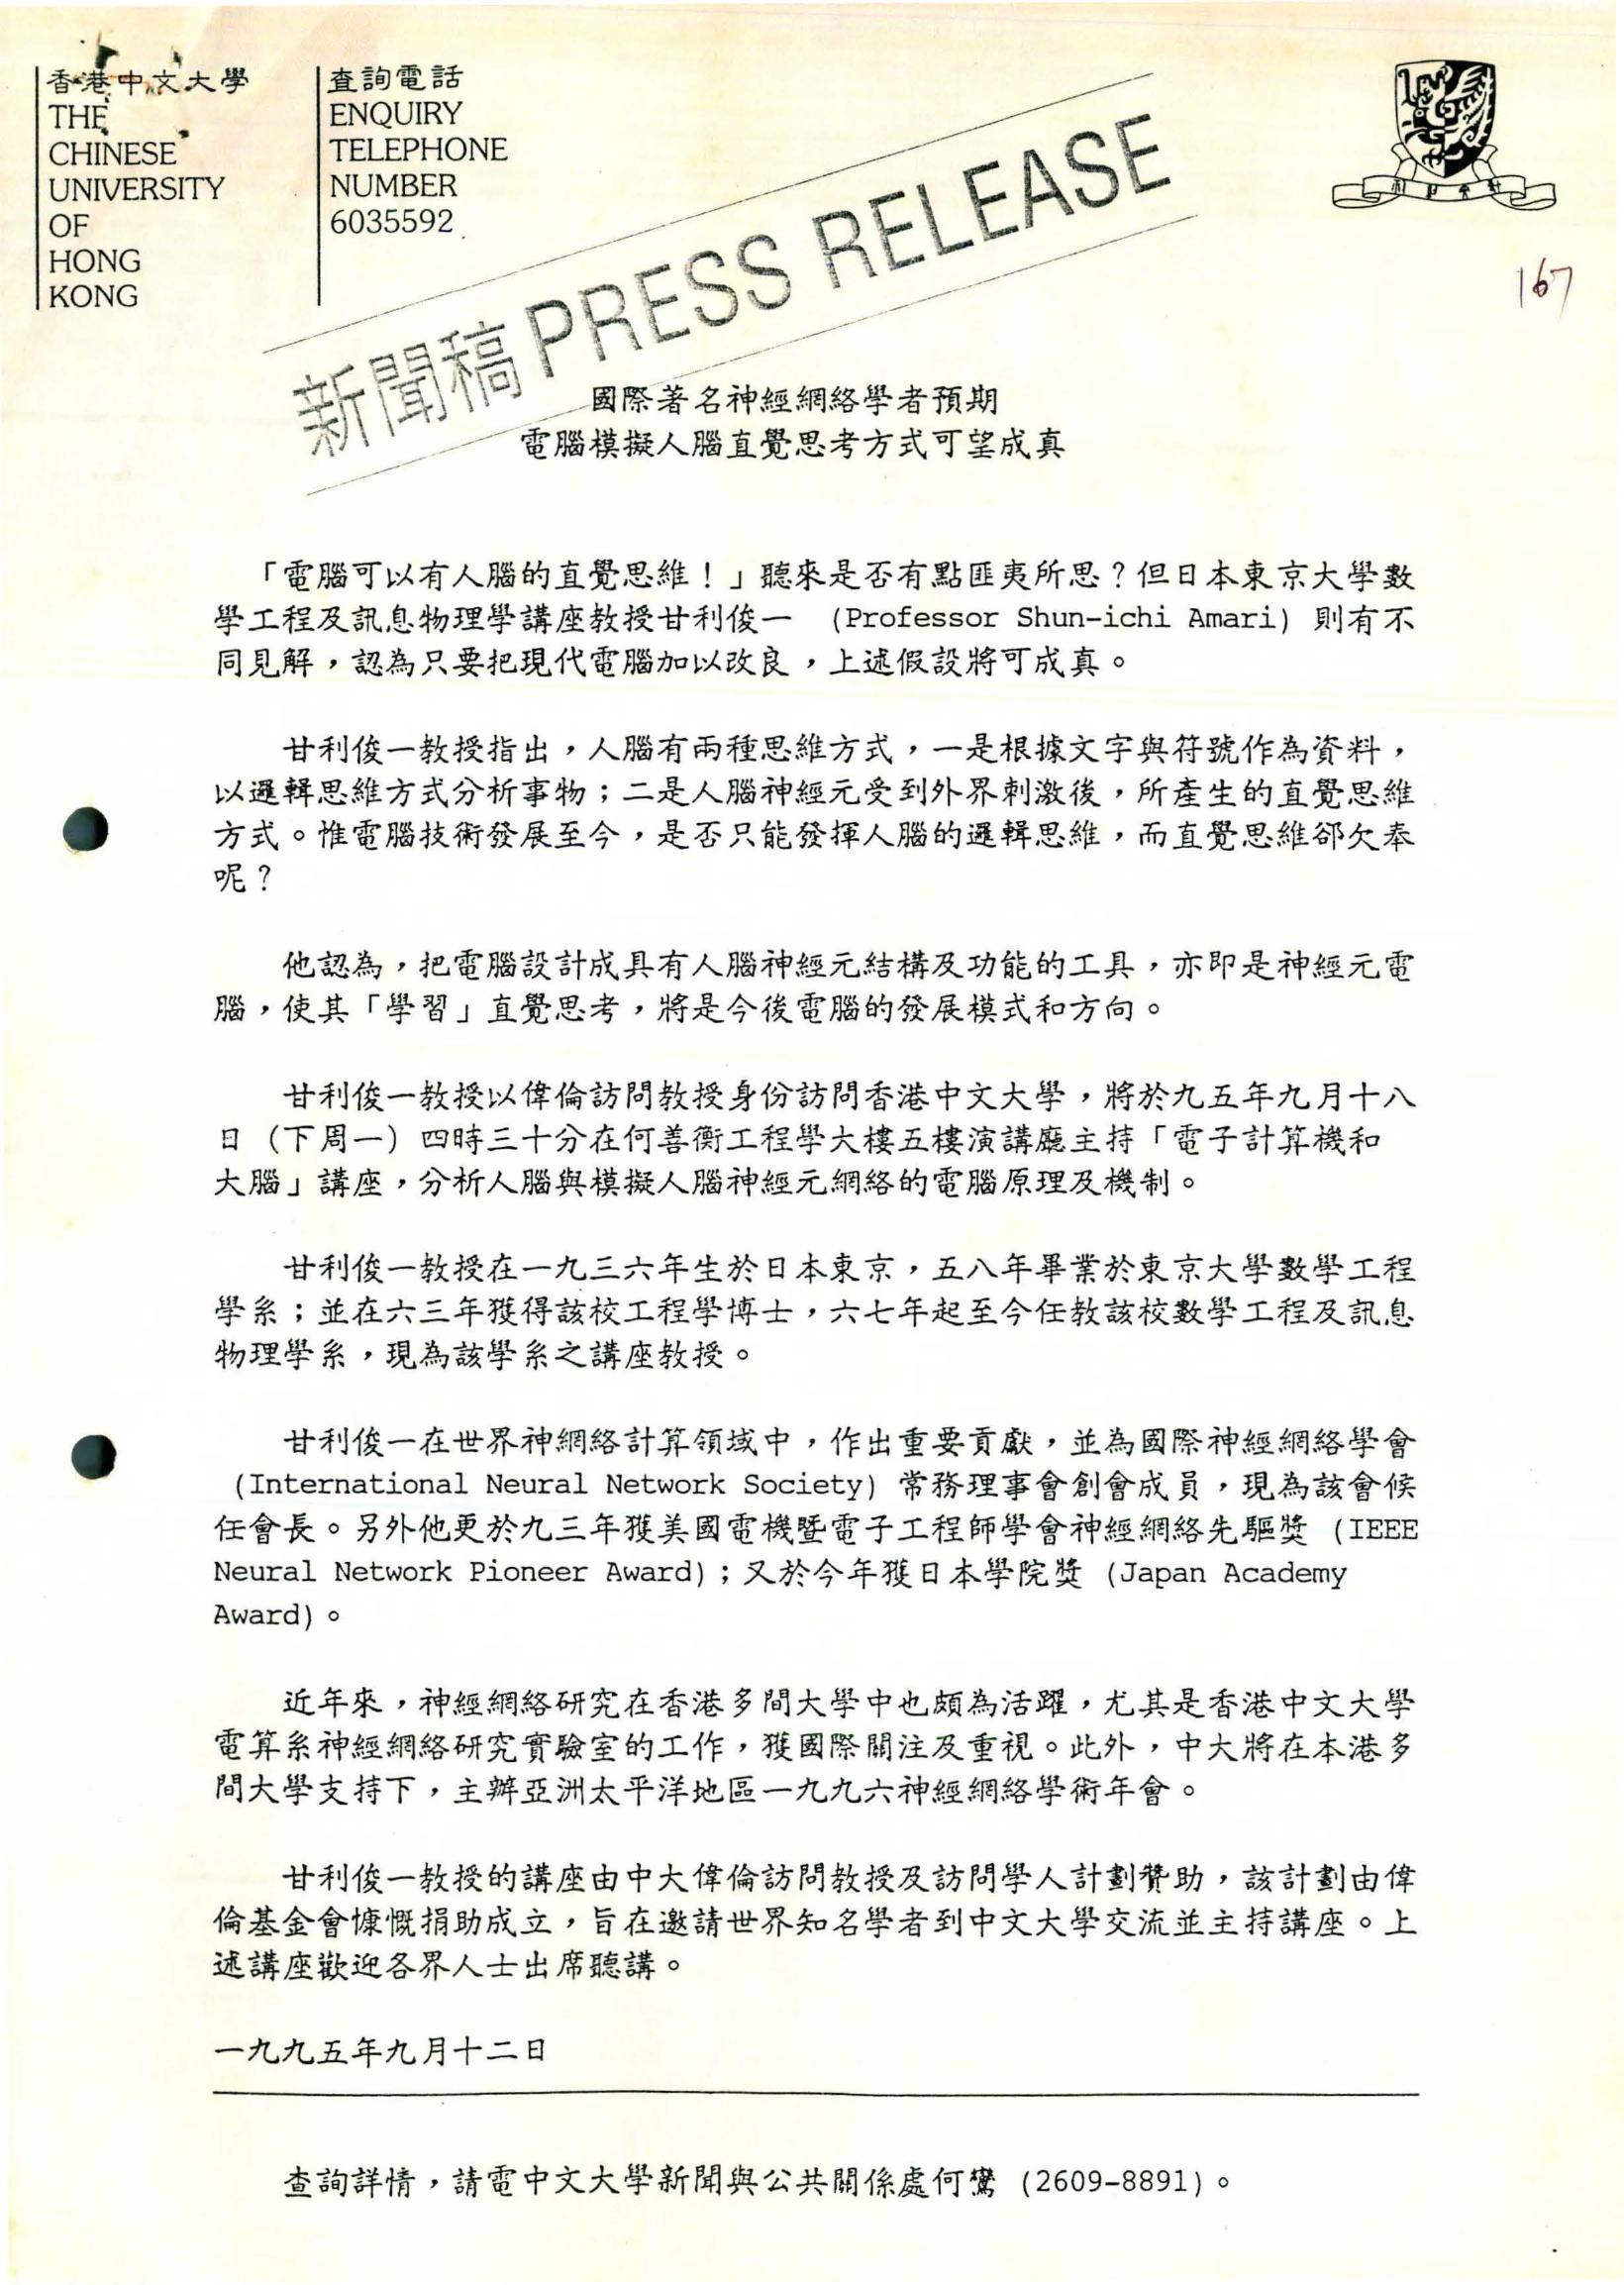 香港中文大學
THE
CHINESE
UNIVERSITY
OF
HONG
KONG
查詢電話
ENQUIRY
TELEPHONE
NUMBER
6035592
新聞稿 PRESS RELEASE
167
國際著名神經網絡學者預期
電腦模擬人腦直覺思考方式可望成真
「電腦可以有人腦的直覺思維！」聽來是否有點匪夷所思？但日本東京大學數
學工程及訊息物理學講座教授甘利俊一 (Professor Shun-ichi Amari) 則有不
同見解，認為只要把現代電腦加以改良，上述假設將可成真。
甘利俊一教授指出，人腦有兩種思維方式，一是根據文字與符號作為資料，
以邏輯思維方式分析事物；二是人腦神經元受到外界刺激後，所產生的直覺思維
方式。惟電腦技術發展至今，是否只能發揮人腦的邏輯思維，而直覺思維卻欠奉
呢？
他認為，把電腦設計成具有人腦神經元結構及功能的工具，亦即是神經元電
腦，使其「學習」直覺思考，將是今後電腦的發展模式和方向。
甘利俊一教授以偉倫訪問教授身份訪問香港中文大學，將於九五年九月十八
日 (下周一) 四時三十分在何善衡工程學大樓五樓演講廳主持「電子計算機和
大腦」講座，分析人腦與模擬人腦神經元網絡的電腦原理及機制。
甘利俊一教授在一九三六年生於日本東京，五八年畢業於東京大學數學工程
學系；並在六三年獲得該校工程學博士，六七年起至今任教該校數學工程及訊息
物理學系，現為該學系之講座教授。
甘利俊一在世界神網絡計算領域中，作出重要貢獻，並為國際神經網絡學會
(International Neural Network Society) 常務理事會創會成員，現為該會候
任會長。另外他更於九三年獲美國電機暨電子工程師學會神經網絡先驅獎 (IEEE
Neural Network Pioneer Award)；又於今年獲日本學院獎 (Japan Academy
Award)。
近年來，神經網絡研究在香港多間大學中也頗為活躍，尤其是香港中文大學
電算系神經網絡研究實驗室的工作，獲國際關注及重視。此外，中大將在本港多
間大學支持下，主辦亞洲太平洋地區一九九六神經網絡學術年會。
甘利俊一教授的講座由中大偉倫訪問教授及訪問學人計劃贊助，該計劃由偉
倫基金會慷慨捐助成立，旨在邀請世界知名學者到中文大學交流並主持講座。上
述講座歡迎各界人士出席聽講。
一九九五年九月十二日
查詢詳情，請電中文大學新聞與公共關係處何鸞 (2609-8891)。